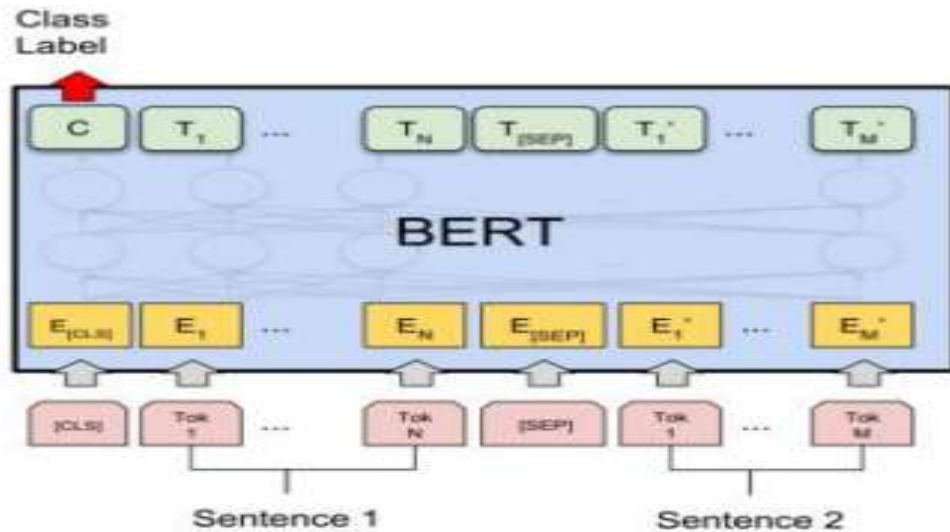 Class
Label
C T1 ... TN T[SEP] T1' ... TM'
BERT
E[CLS] E1 ... EN E[SEP] E1' ... EM'
[CLS] Tok 1 ... Tok N [SEP] Tok 1 ... Tok M
Sentence 1 Sentence 2